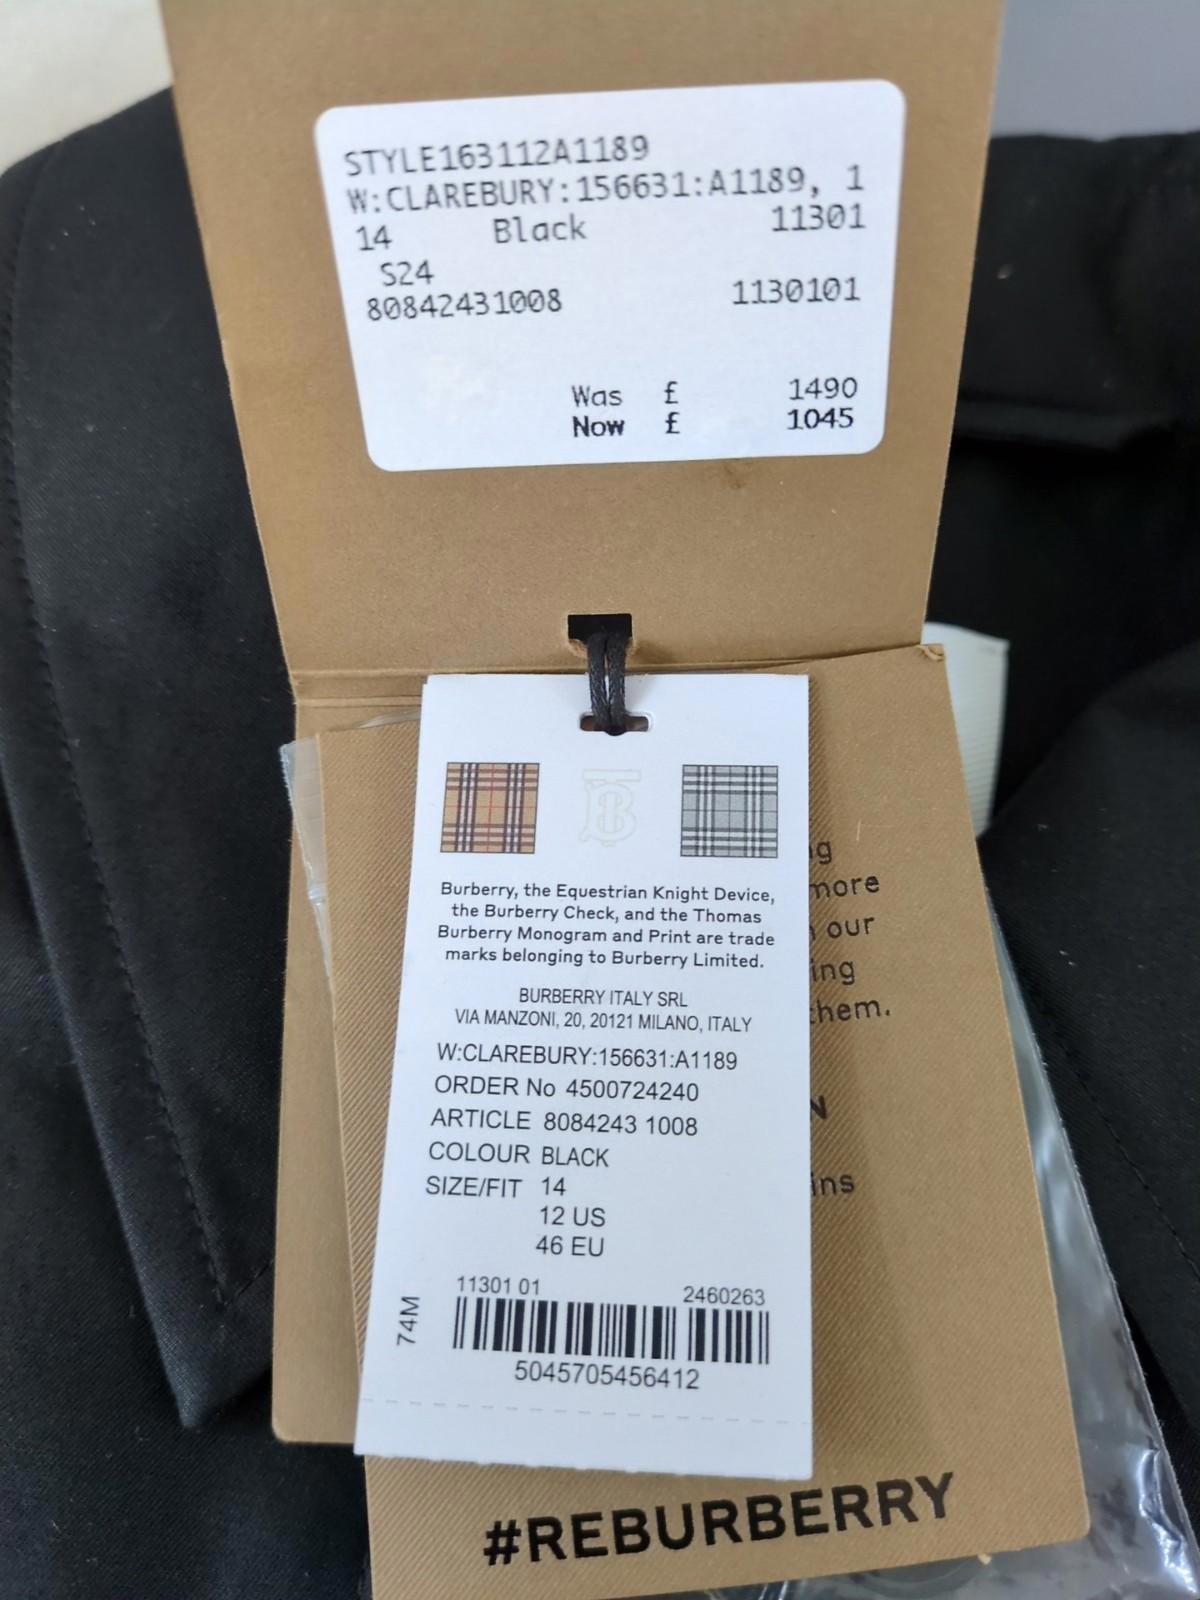 STYLE163112A1189
W:CLAREBURY:156631:A1189, 1
14 Black 11301
S24
80842431008 1130101
Was £ 1490
Now £ 1045
Burberry, the Equestrian Knight Device,
the Burberry Check, and the Thomas
Burberry Monogram and Print are trade
marks belonging to Burberry Limited.
BURBERRY ITALY SRL
VIA MANZONI, 20, 20121 MILANO, ITALY
W:CLAREBURY:156631:A1189
ORDER No 4500724240
ARTICLE 8084243 1008
COLOUR BLACK
SIZE/FIT 14
12 US
46 EU
11301 01 2460263
74M
5045705456412
more
our
them.
#REBURBERRY